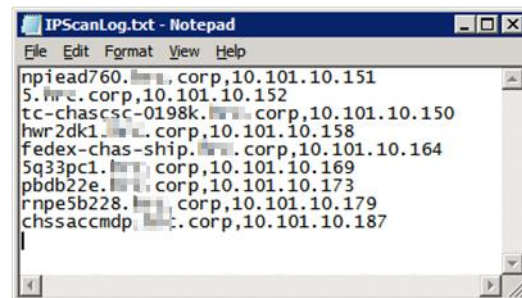 IPScanLog.txt - Notepad
File Edit Format View Help
npiead760. .corp,10.101.10.151
5. .corp,10.101.10.152
tc-chascsc-0198k. .corp,10.101.10.150
hwr2dk1. .corp,10.101.10.158
fedex-chas-ship. .corp,10.101.10.164
5q33pc1. .corp,10.101.10.169
pbdb22e. .corp,10.101.10.173
rnpe5b228. .corp,10.101.10.179
chssaccmdp. .corp,10.101.10.187